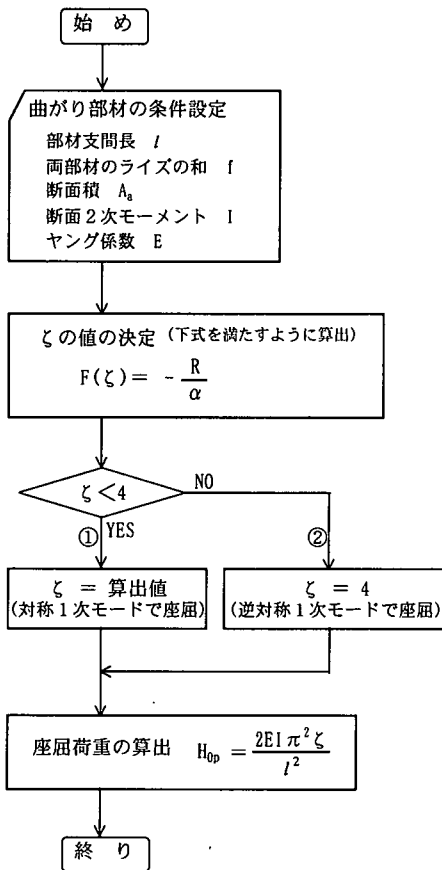 始 め
曲がり部材の条件設定
部材支間長 l
両部材のライズの和 f
断面積 Aₐ
断面2次モーメント I
ヤング係数 E
ζの値の決定 (下式を満たすように算出)
F(ζ) = - R/α
ζ<4
NO
① YES
②
ζ = 算出値
(対称1次モードで座屈)
ζ = 4
(逆対称1次モードで座屈)
座屈荷重の算出 H₀ₚ = 2EIπ²ζ/l²
終 り